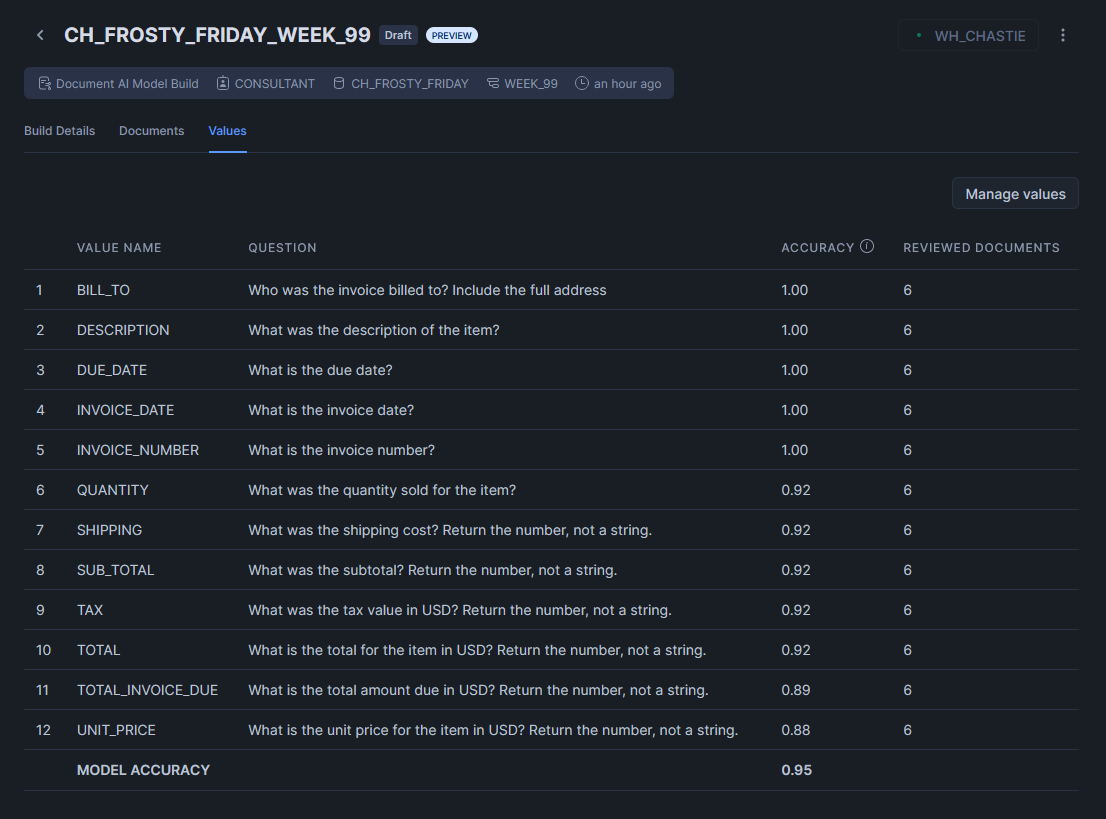 CH_FROSTY_FRIDAY_WEEK_99 Draft PREVIEW WH_CHASTIE
Document AI Model Build CONSULTANT CH_FROSTY_FRIDAY WEEK_99 an hour ago
Build Details Documents Values
Manage values
VALUE NAME QUESTION ACCURACY REVIEWED DOCUMENTS
1 BILL_TO Who was the invoice billed to? Include the full address 1.00 6
2 DESCRIPTION What was the description of the item? 1.00 6
3 DUE_DATE What is the due date? 1.00 6
4 INVOICE_DATE What is the invoice date? 1.00 6
5 INVOICE_NUMBER What is the invoice number? 1.00 6
6 QUANTITY What was the quantity sold for the item? 0.92 6
7 SHIPPING What was the shipping cost? Return the number, not a string. 0.92 6
8 SUB_TOTAL What was the subtotal? Return the number, not a string. 0.92 6
9 TAX What was the tax value in USD? Return the number, not a string. 0.92 6
10 TOTAL What is the total for the item in USD? Return the number, not a string. 0.92 6
11 TOTAL_INVOICE_DUE What is the total amount due in USD? Return the number, not a string. 0.89 6
12 UNIT_PRICE What is the unit price for the item in USD? Return the number, not a string. 0.88 6
MODEL ACCURACY 0.95